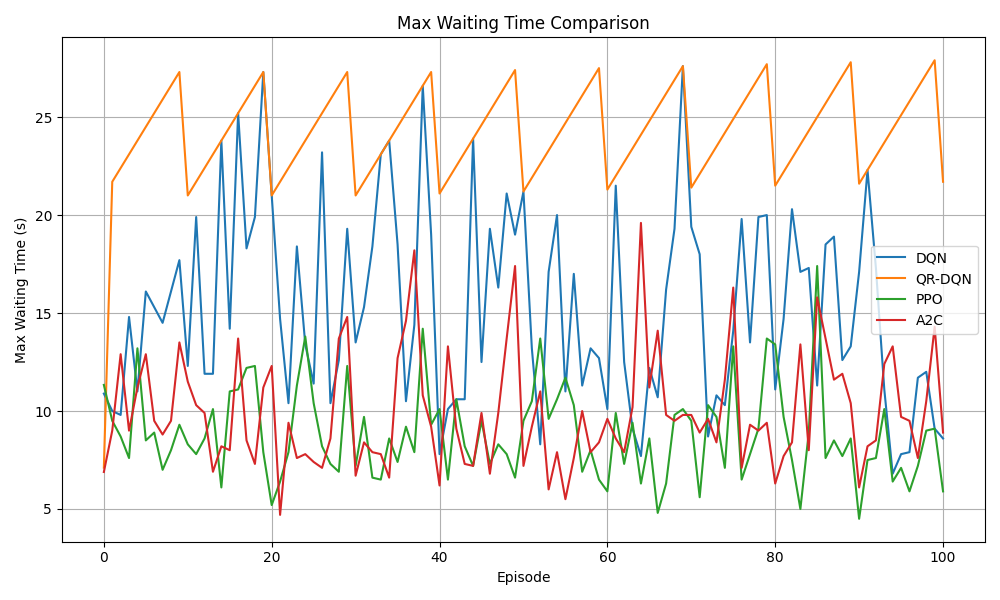 Max Waiting Time Comparison
Max Waiting Time (s)
25
20
15
10
5
DQN
QR-DQN
PPO
A2C
0 20 40 60 80 100
Episode